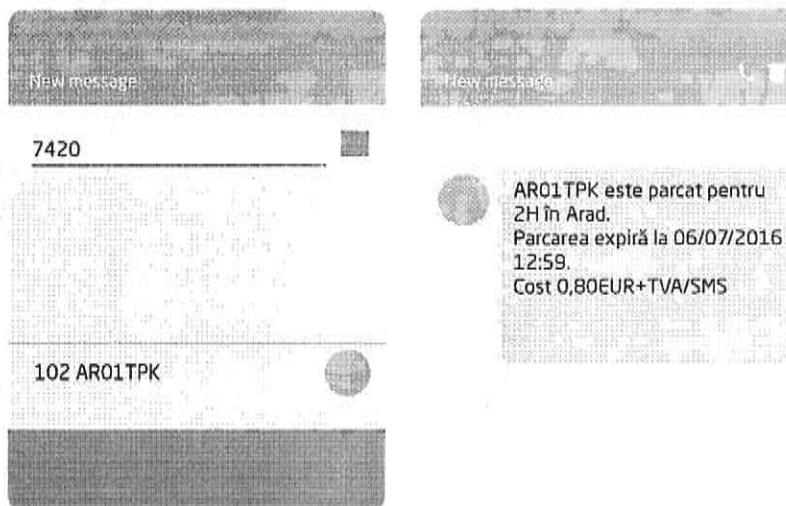 New message
7420
102 AR01TPK
New message
AR01TPK este parcat pentru
2H în Arad.
Parcarea expiră la 06/07/2016
12:59.
Cost 0,80EUR+TVA/SMS